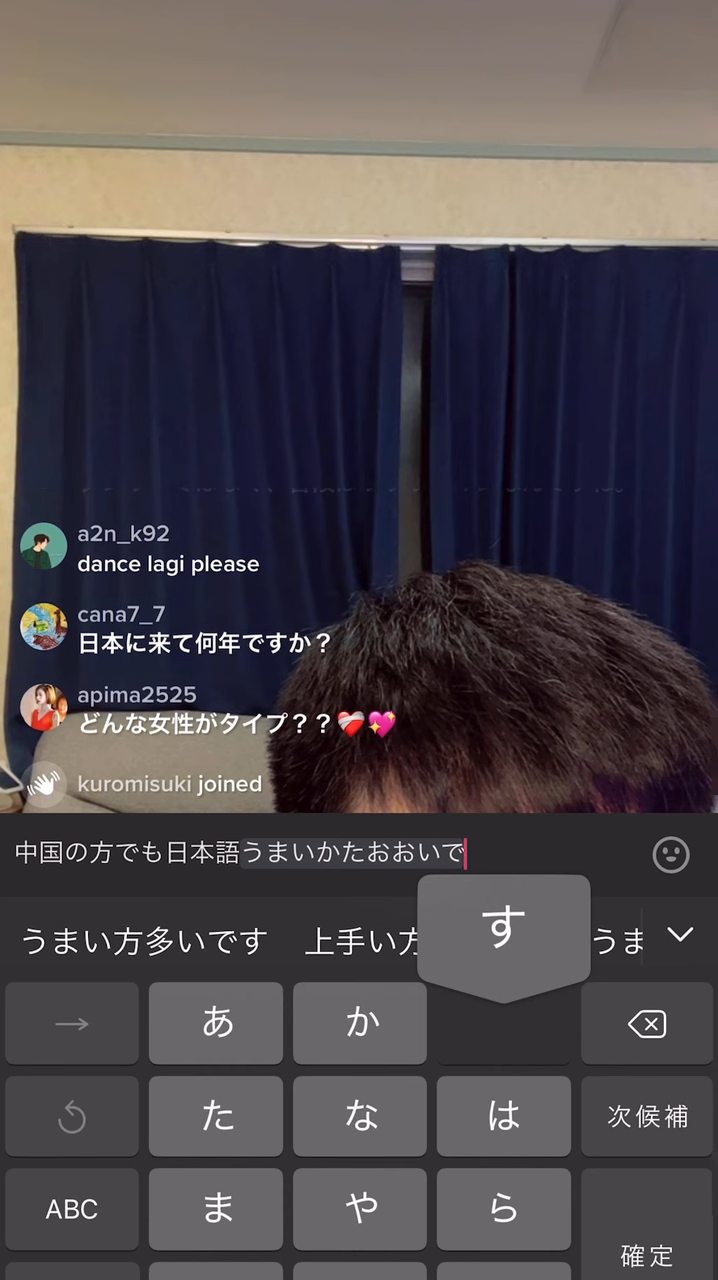 a2n_k92
dance lagi please
cana7_7
日本に来て何年ですか？
apima2525
どんな女性がタイプ？？❤️‍🩹💖
kuromisuki joined
中国の方でも日本語うまいかたおおいで
うまい方多いです 上手い方 うま
す
→ あ か
た な は 次候補
ABC ま や ら
確定